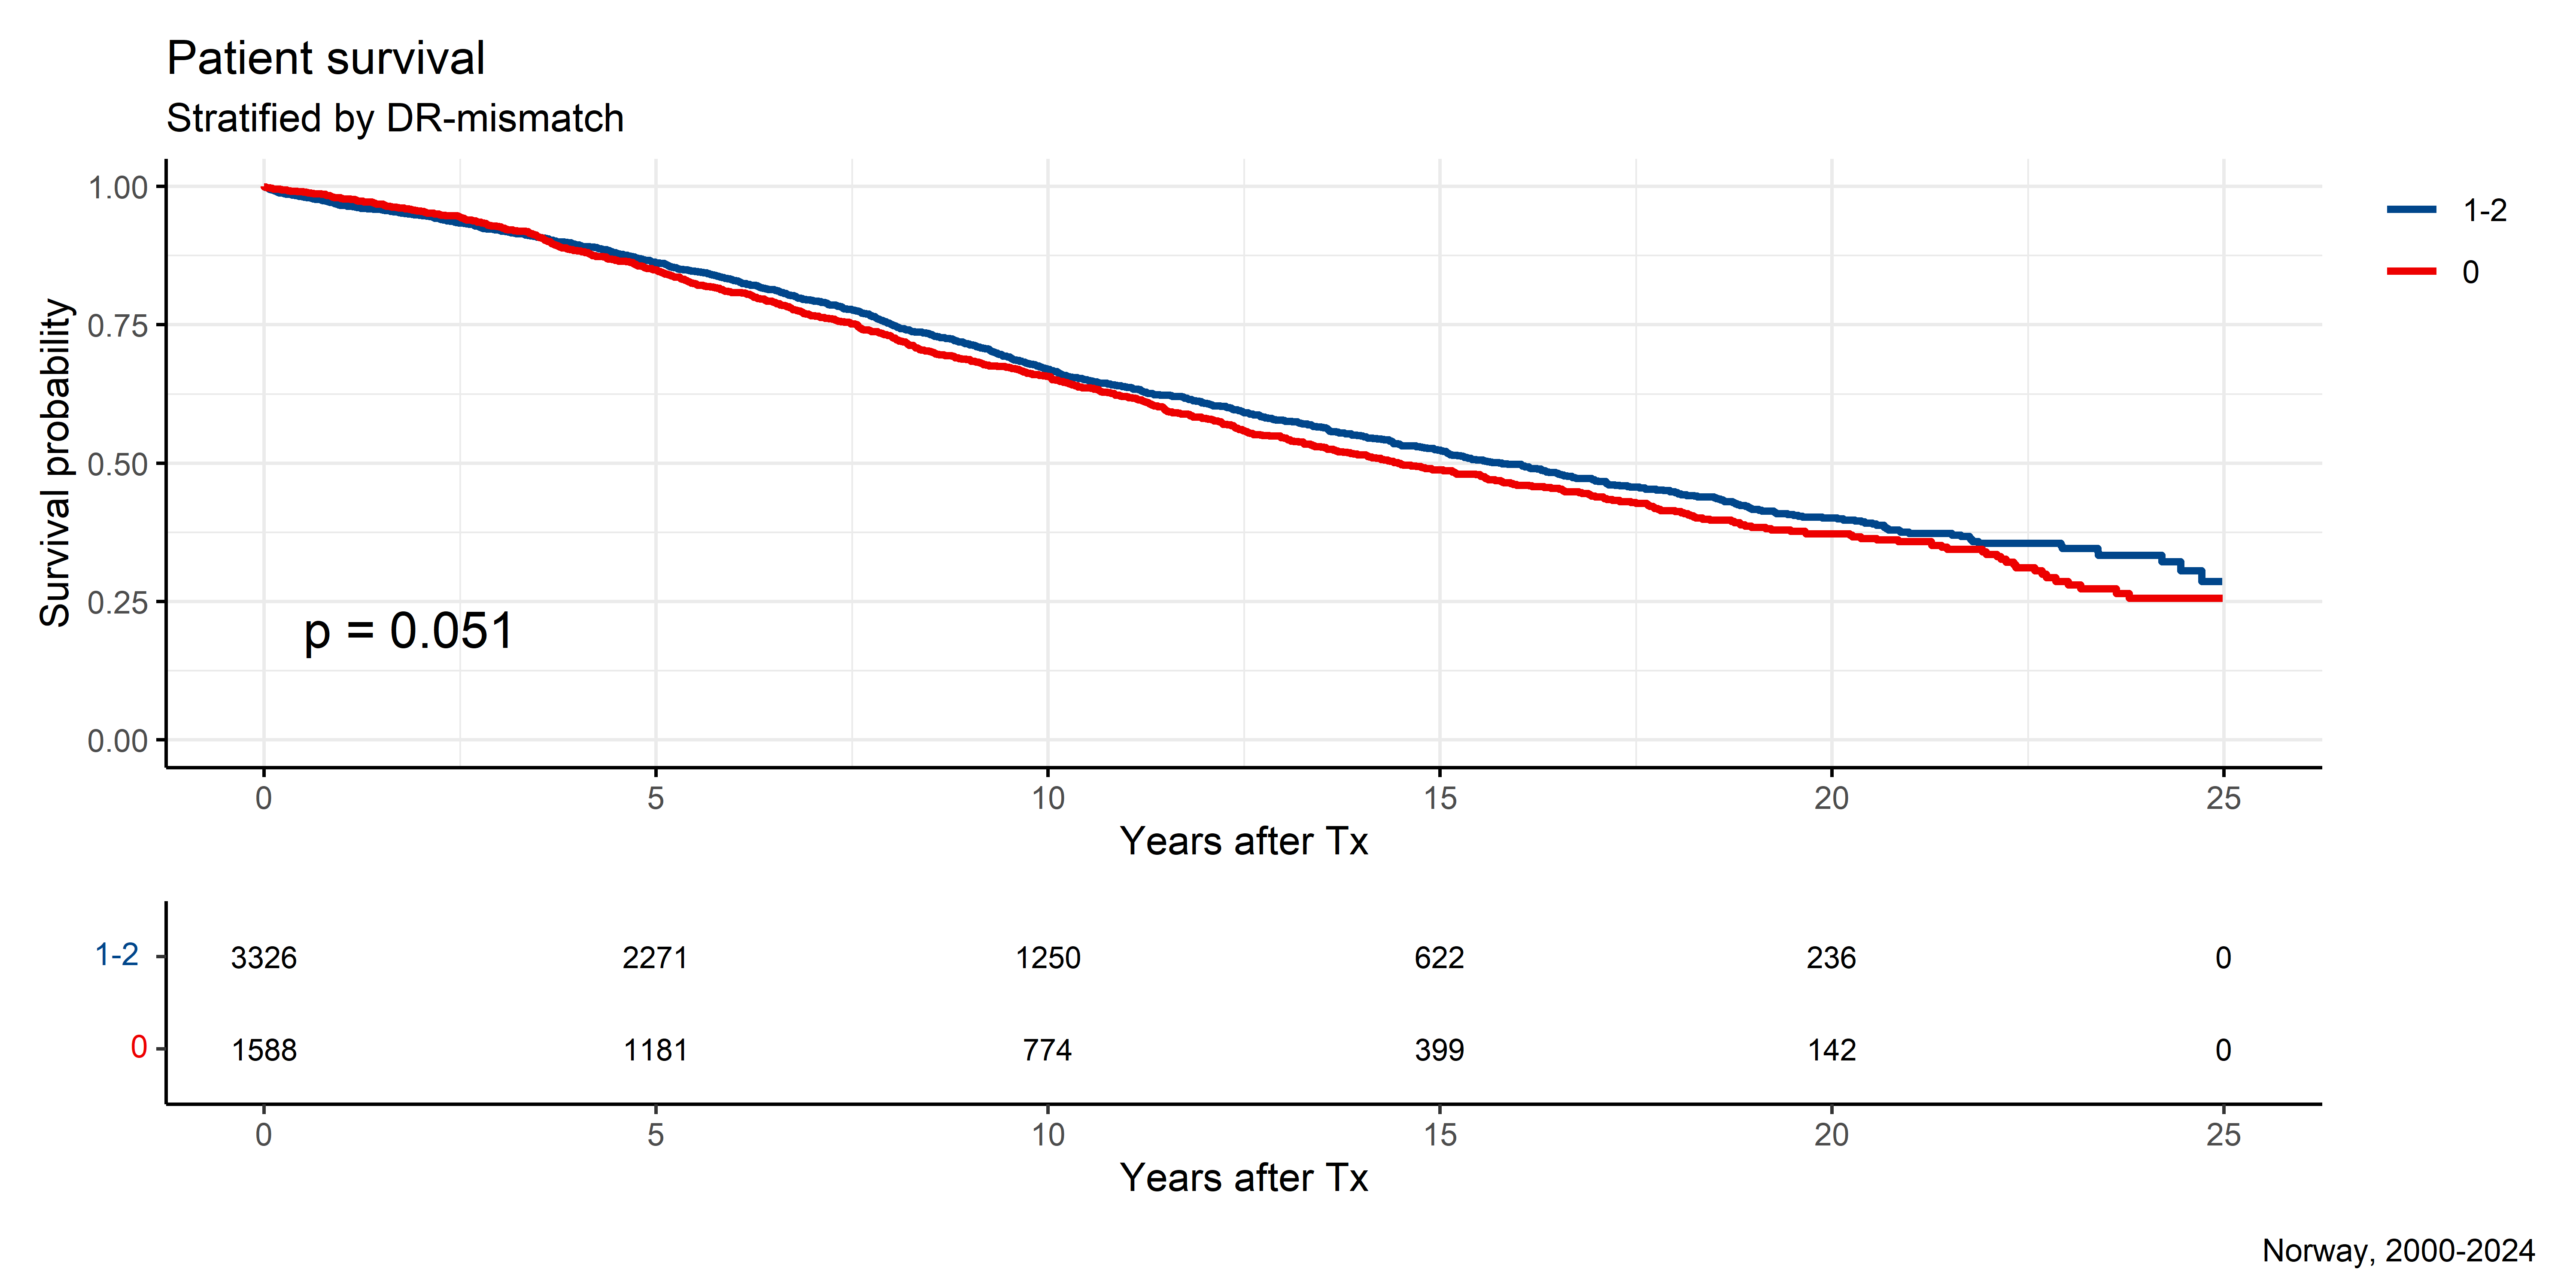 Patient survival
Stratified by DR-mismatch
Survival probability
1.00
0.75
0.50
0.25
0.00
p = 0.051
0 5 10 15 20 25
Years after Tx
1-2
0
1-2 3326 2271 1250 622 236 0
0 1588 1181 774 399 142 0
0 5 10 15 20 25
Years after Tx
Norway, 2000-2024